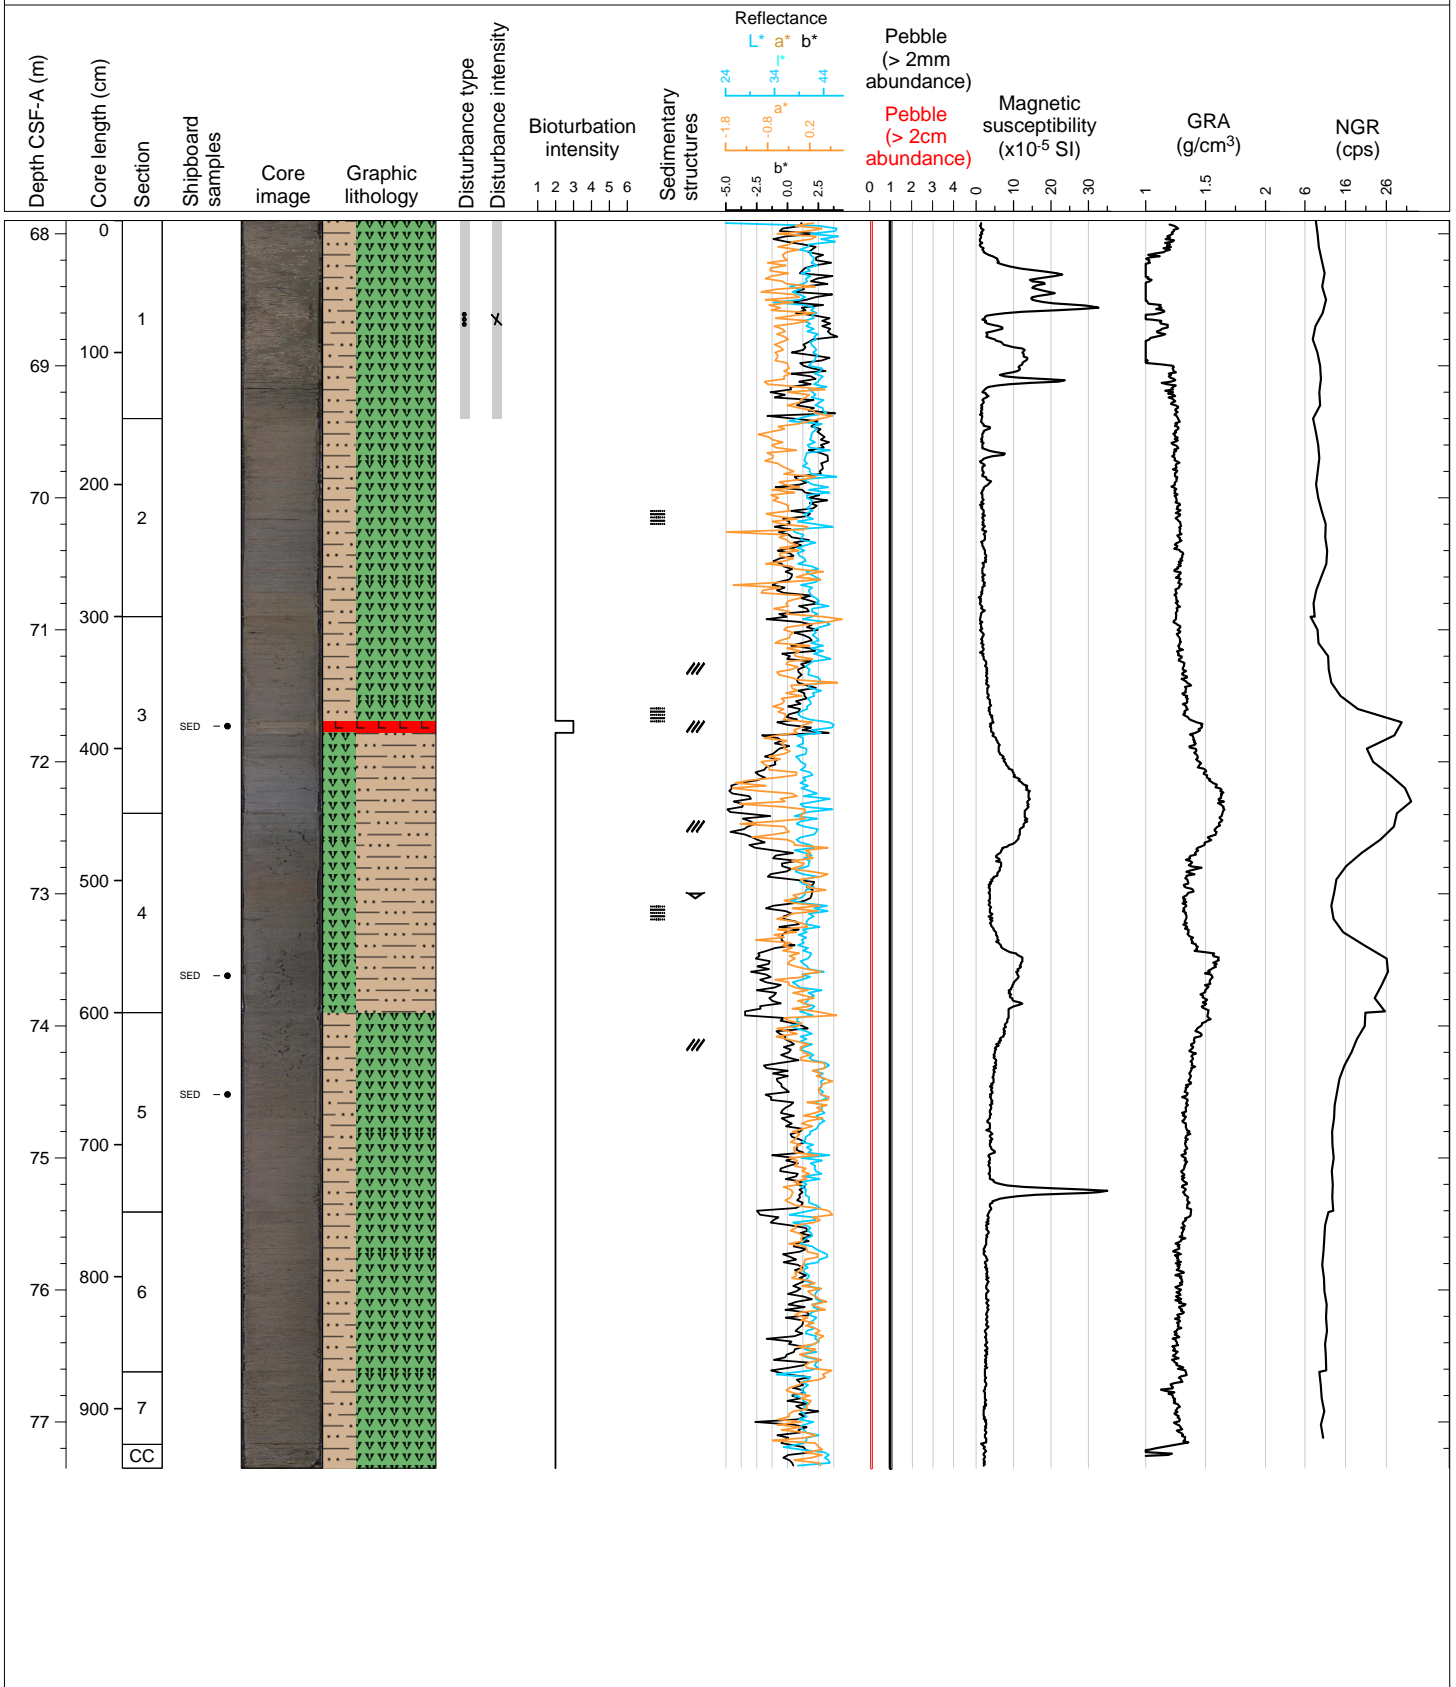 Depth CSF-A (m)
Core length (cm)
Section
Shipboard
samples
Core
image
Graphic
lithology
Disturbance type
Disturbance intensity
Bioturbation
intensity
1 2 3 4 5 6
Sedimentary
structures
Reflectance
L* a* b*
L*
24 34 44
a*
-1.8 -0.8 0.2
b*
-5.0 -2.5 0.0 2.5
Pebble
(> 2mm
abundance)
Pebble
(> 2cm
abundance)
0 1 2 3 4
Magnetic
susceptibility
(x10-5 SI)
0 10 20 30
GRA
(g/cm3)
1 1.5 2
NGR
(cps)
6 16 26
68
69
70
71
72
73
74
75
76
77
0
100
200
300
400
500
600
700
800
900
1
2
3
4
5
6
7
CC
SED
SED
SED